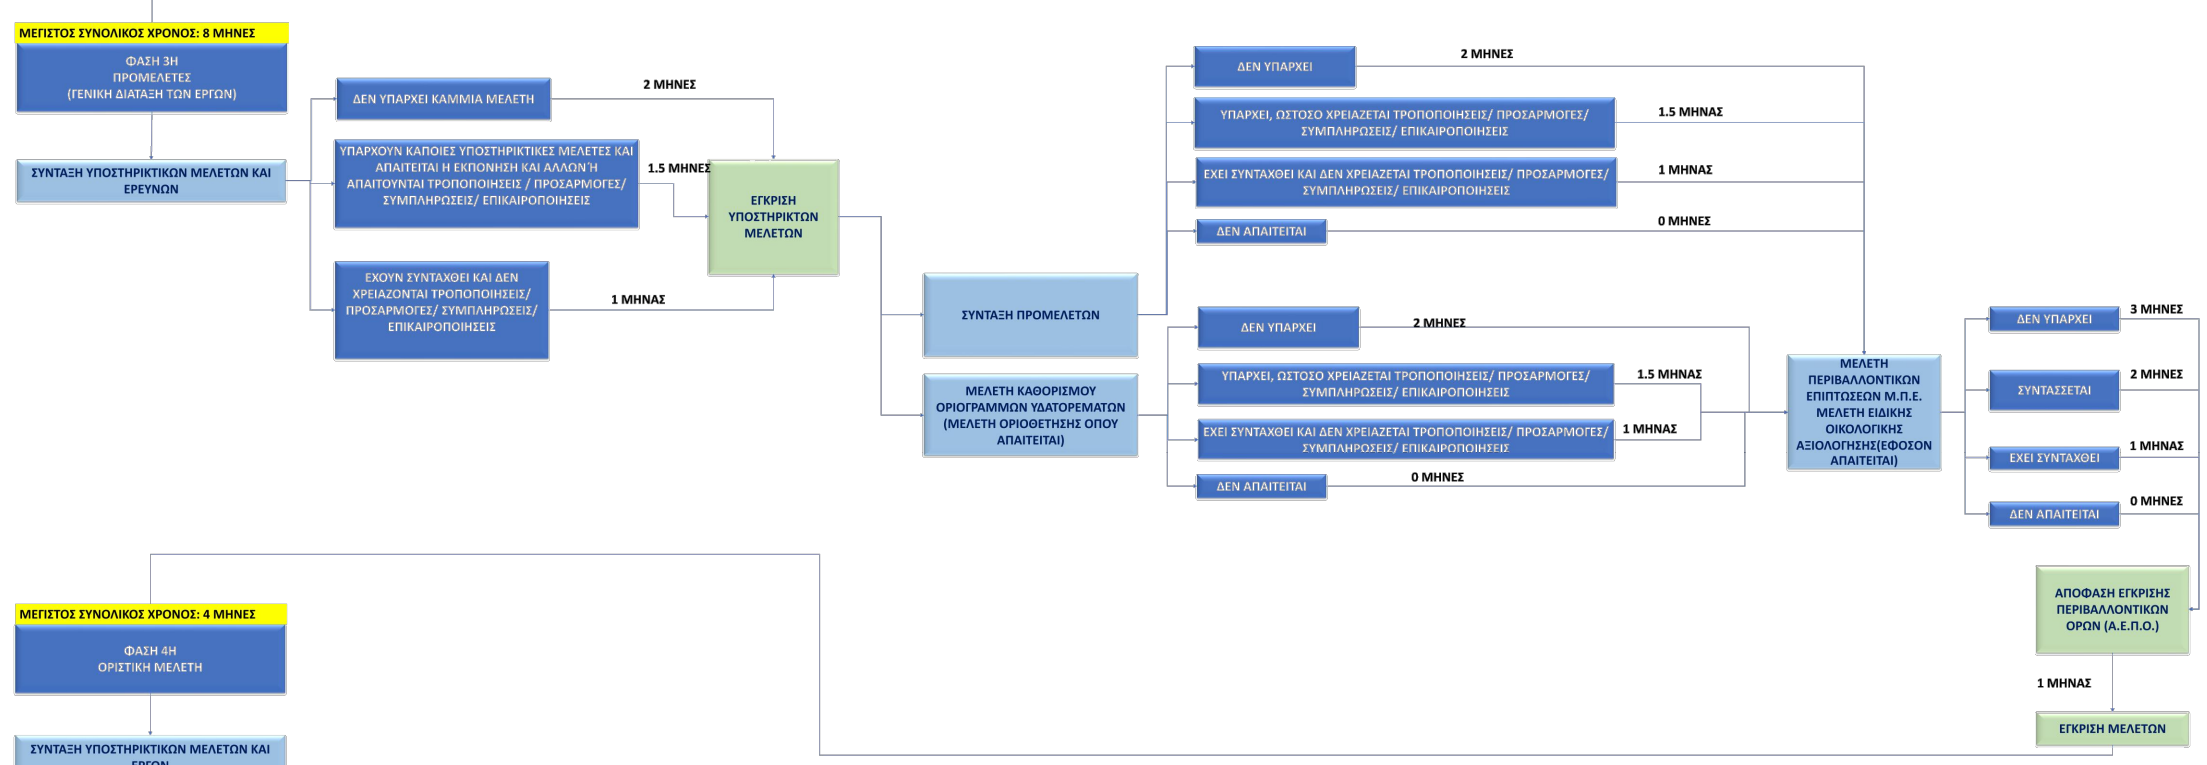 ΜΕΓΙΣΤΟΣ ΣΥΝΟΛΙΚΟΣ ΧΡΟΝΟΣ: 8 ΜΗΝΕΣ
ΦΑΣΗ 3Η
ΠΡΟΜΕΛΕΤΕΣ
(ΓΕΝΙΚΗ ΔΙΑΤΑΞΗ ΤΩΝ ΕΡΓΩΝ)
ΣΥΝΤΑΞΗ ΥΠΟΣΤΗΡΙΚΤΙΚΩΝ ΜΕΛΕΤΩΝ ΚΑΙ
ΕΡΕΥΝΩΝ
ΔΕΝ ΥΠΑΡΧΕΙ ΚΑΜΜΙΑ ΜΕΛΕΤΗ
2 ΜΗΝΕΣ
ΥΠΑΡΧΟΥΝ ΚΑΠΟΙΕΣ ΥΠΟΣΤΗΡΙΚΤΙΚΕΣ ΜΕΛΕΤΕΣ ΚΑΙ
ΑΠΑΙΤΕΙΤΑΙ Η ΕΚΠΟΝΗΣΗ ΚΑΙ ΑΛΛΩΝ Ή
ΑΠΑΙΤΟΥΝΤΑΙ ΤΡΟΠΟΠΟΙΗΣΕΙΣ / ΠΡΟΣΑΡΜΟΓΕΣ/
ΣΥΜΠΛΗΡΩΣΕΙΣ/ ΕΠΙΚΑΙΡΟΠΟΙΗΣΕΙΣ
1.5 ΜΗΝΕΣ
ΕΧΟΥΝ ΣΥΝΤΑΧΘΕΙ ΚΑΙ ΔΕΝ
ΧΡΕΙΑΖΟΝΤΑΙ ΤΡΟΠΟΠΟΙΗΣΕΙΣ/
ΠΡΟΣΑΡΜΟΓΕΣ/ ΣΥΜΠΛΗΡΩΣΕΙΣ/
ΕΠΙΚΑΙΡΟΠΟΙΗΣΕΙΣ
1 ΜΗΝΑΣ
ΕΓΚΡΙΣΗ
ΥΠΟΣΤΗΡΙΚΤΩΝ
ΜΕΛΕΤΩΝ
ΣΥΝΤΑΞΗ ΠΡΟΜΕΛΕΤΩΝ
ΔΕΝ ΥΠΑΡΧΕΙ
2 ΜΗΝΕΣ
ΥΠΑΡΧΕΙ, ΩΣΤΟΣΟ ΧΡΕΙΑΖΕΤΑΙ ΤΡΟΠΟΠΟΙΗΣΕΙΣ/ ΠΡΟΣΑΡΜΟΓΕΣ/
ΣΥΜΠΛΗΡΩΣΕΙΣ/ ΕΠΙΚΑΙΡΟΠΟΙΗΣΕΙΣ
1.5 ΜΗΝΑΣ
ΕΧΕΙ ΣΥΝΤΑΧΘΕΙ ΚΑΙ ΔΕΝ ΧΡΕΙΑΖΕΤΑΙ ΤΡΟΠΟΠΟΙΗΣΕΙΣ/ ΠΡΟΣΑΡΜΟΓΕΣ/
ΣΥΜΠΛΗΡΩΣΕΙΣ/ ΕΠΙΚΑΙΡΟΠΟΙΗΣΕΙΣ
1 ΜΗΝΑΣ
ΔΕΝ ΑΠΑΙΤΕΙΤΑΙ
0 ΜΗΝΕΣ
ΜΕΛΕΤΗ ΚΑΘΟΡΙΣΜΟΥ
ΟΡΙΟΓΡΑΜΜΩΝ ΥΔΑΤΟΡΕΜΑΤΩΝ
(ΜΕΛΕΤΗ ΟΡΙΟΘΕΤΗΣΗΣ ΟΠΟΥ
ΑΠΑΙΤΕΙΤΑΙ)
ΔΕΝ ΥΠΑΡΧΕΙ
2 ΜΗΝΕΣ
ΥΠΑΡΧΕΙ, ΩΣΤΟΣΟ ΧΡΕΙΑΖΕΤΑΙ ΤΡΟΠΟΠΟΙΗΣΕΙΣ/ ΠΡΟΣΑΡΜΟΓΕΣ/
ΣΥΜΠΛΗΡΩΣΕΙΣ/ ΕΠΙΚΑΙΡΟΠΟΙΗΣΕΙΣ
1.5 ΜΗΝΑΣ
ΕΧΕΙ ΣΥΝΤΑΧΘΕΙ ΚΑΙ ΔΕΝ ΧΡΕΙΑΖΕΤΑΙ ΤΡΟΠΟΠΟΙΗΣΕΙΣ/ ΠΡΟΣΑΡΜΟΓΕΣ/
ΣΥΜΠΛΗΡΩΣΕΙΣ/ ΕΠΙΚΑΙΡΟΠΟΙΗΣΕΙΣ
1 ΜΗΝΑΣ
ΔΕΝ ΑΠΑΙΤΕΙΤΑΙ
0 ΜΗΝΕΣ
ΜΕΛΕΤΗ
ΠΕΡΙΒΑΛΛΟΝΤΙΚΩΝ
ΕΠΙΠΤΩΣΕΩΝ Μ.Π.Ε.
ΜΕΛΕΤΗ ΕΙΔΙΚΗΣ
ΟΙΚΟΛΟΓΙΚΗΣ
ΑΞΙΟΛΟΓΗΣΗΣ(ΕΦΟΣΟΝ
ΑΠΑΙΤΕΙΤΑΙ)
ΔΕΝ ΥΠΑΡΧΕΙ
3 ΜΗΝΕΣ
ΣΥΝΤΑΣΣΕΤΑΙ
2 ΜΗΝΕΣ
ΕΧΕΙ ΣΥΝΤΑΧΘΕΙ
1 ΜΗΝΑΣ
ΔΕΝ ΑΠΑΙΤΕΙΤΑΙ
0 ΜΗΝΕΣ
ΑΠΟΦΑΣΗ ΕΓΚΡΙΣΗΣ
ΠΕΡΙΒΑΛΛΟΝΤΙΚΩΝ
ΟΡΩΝ (Α.Ε.Π.Ο.)
1 ΜΗΝΑΣ
ΕΓΚΡΙΣΗ ΜΕΛΕΤΩΝ
ΜΕΓΙΣΤΟΣ ΣΥΝΟΛΙΚΟΣ ΧΡΟΝΟΣ: 4 ΜΗΝΕΣ
ΦΑΣΗ 4Η
ΟΡΙΣΤΙΚΗ ΜΕΛΕΤΗ
ΣΥΝΤΑΞΗ ΥΠΟΣΤΗΡΙΚΤΙΚΩΝ ΜΕΛΕΤΩΝ ΚΑΙ